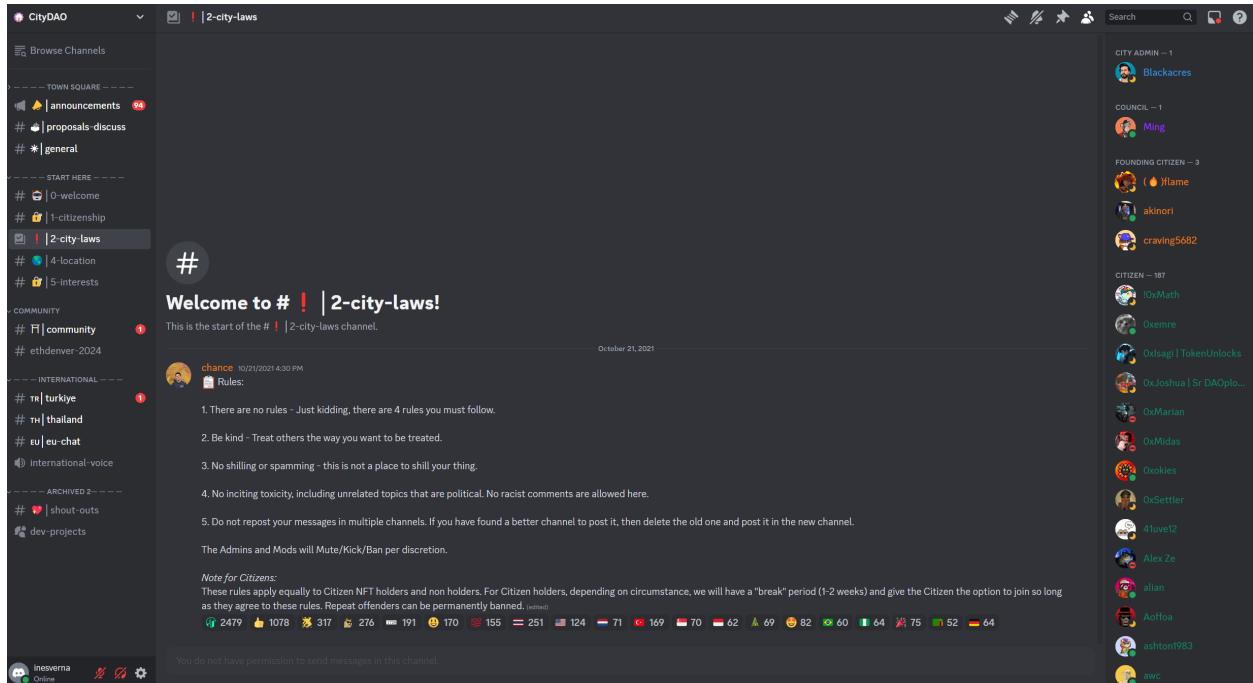 CityDAO
Browse Channels
TOWN SQUARE
announcements 94
proposals-discuss
general
START HERE
0-welcome
1-citizenship
2-city-laws
4-location
5-interests
COMMUNITY
community 1
ethdenver-2024
INTERNATIONAL
TR turkiye 1
TH thailand
EU eu-chat
international-voice
ARCHIVED 2
shout-outs
dev-projects
inesverna
Online
# ❗ | 2-city-laws
Welcome to # ❗ | 2-city-laws!
This is the start of the # ❗ | 2-city-laws channel.
October 21, 2021
chance 10/21/2021 4:30 PM
Rules:
1. There are no rules - Just kidding, there are 4 rules you must follow.
2. Be kind - Treat others the way you want to be treated.
3. No shilling or spamming - this is not a place to shill your thing.
4. No inciting toxicity, including unrelated topics that are political. No racist comments are allowed here.
5. Do not repost your messages in multiple channels. If you have found a better channel to post it, then delete the old one and post it in the new channel.
The Admins and Mods will Mute/Kick/Ban per discretion.
Note for Citizens:
These rules apply equally to Citizen NFT holders and non holders. For Citizen holders, depending on circumstance, we will have a "break" period (1-2 weeks) and give the Citizen the option to join so long
as they agree to these rules. Repeat offenders can be permanently banned. (edited)
2479 1078 317 276 191 170 155 251 124 71 169 70 62 69 82 60 64 75 52 64
You do not have permission to send messages in this channel.
Search
CITY ADMIN — 1
Blackacres
COUNCIL — 1
Ming
FOUNDING CITIZEN — 3
( 🔥 )flame
akinori
craving5682
CITIZEN — 187
!0xMath
0xemre
0xIsagi | TokenUnlocks
0xJoshua | Sr DAOplo...
0xMarian
0xMidas
0xokies
0xSettler
41uve12
Alex Ze
alian
Aoffoa
ashton1983
awc